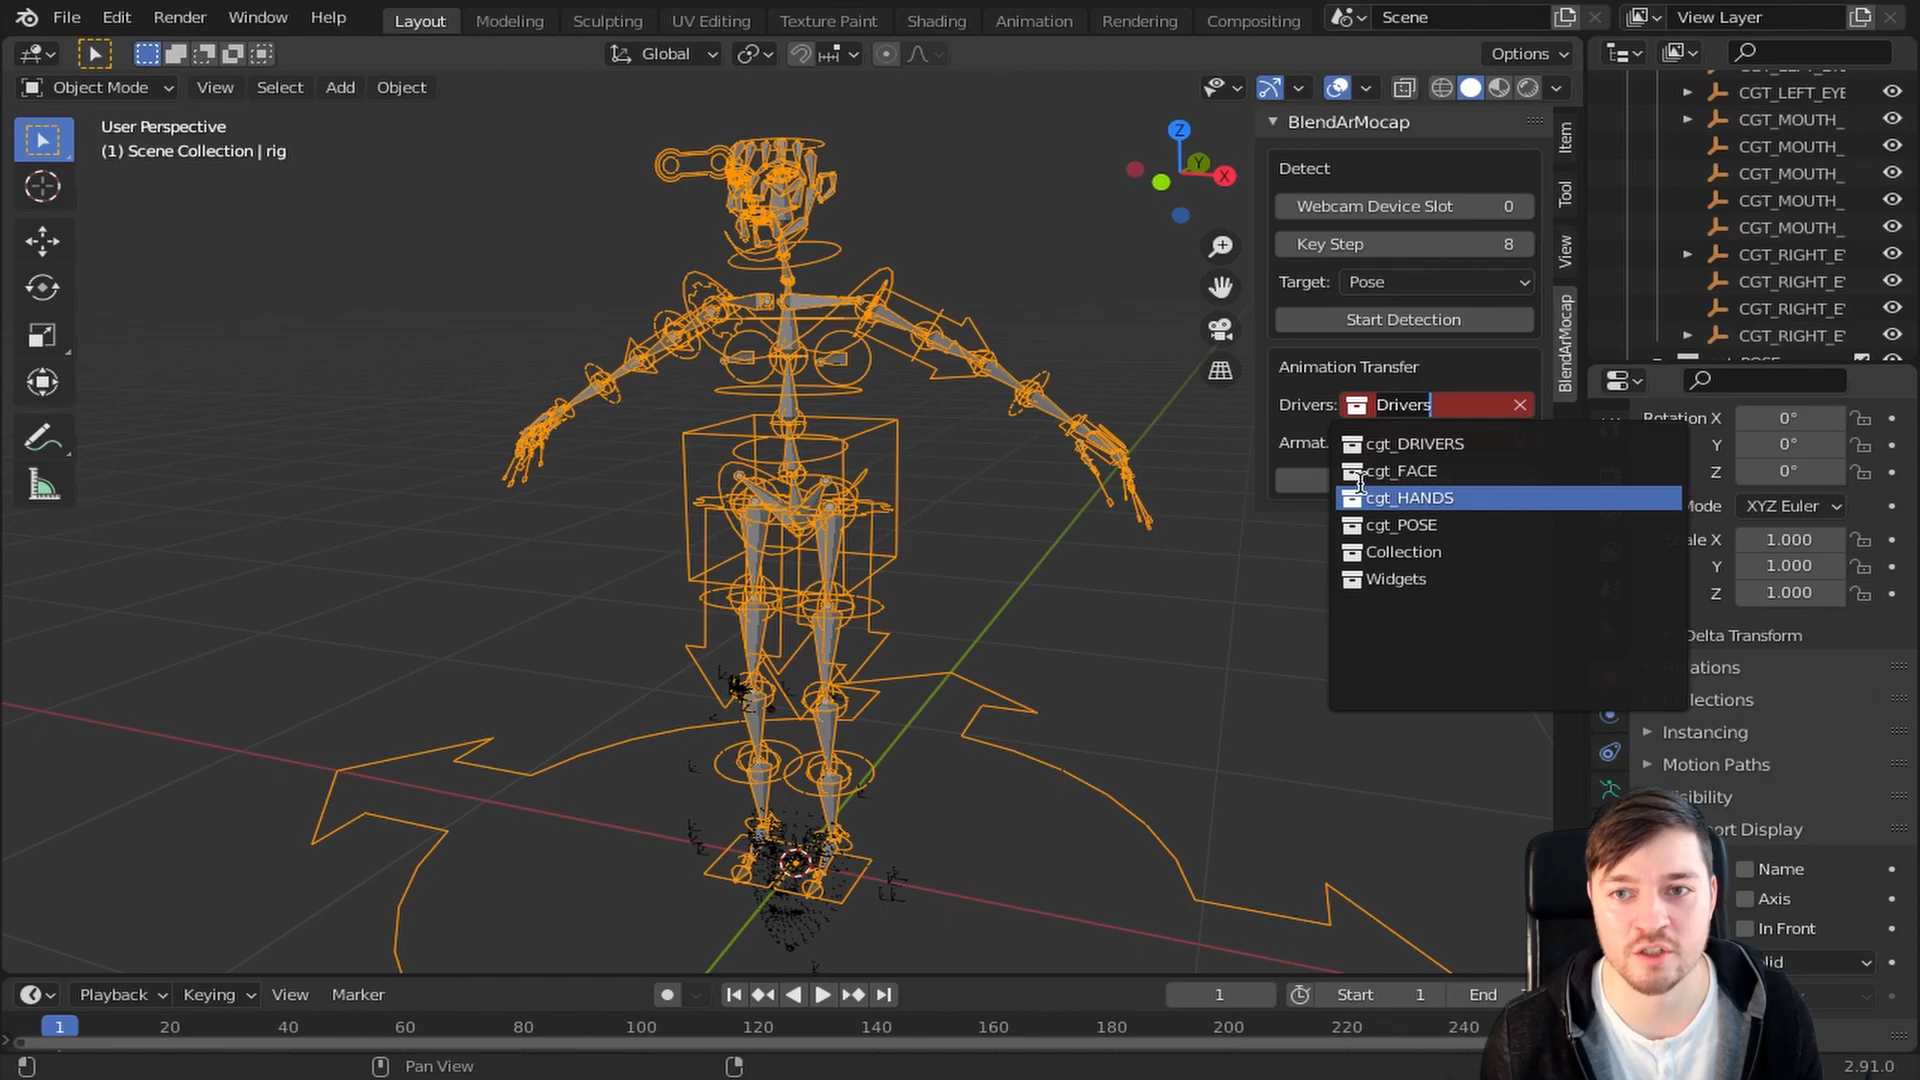 File Edit Render Window Help
Layout Modeling Sculpting UV Editing Texture Paint Shading Animation Rendering Compositing
Scene
View Layer
Global
Options
Object Mode View Select Add Object
User Perspective
(1) Scene Collection | rig
Z
Y
X
BlendArMocap
Detect
Webcam Device Slot 0
Key Step 8
Target: Pose
Start Detection
Animation Transfer
Drivers: Drivers
Armat.
cgt_DRIVERS
cgt_FACE
cgt_HANDS
cgt_POSE
Collection
Widgets
Item
Tool
View
BlendArMocap
CGT_LEFT_EYE
CGT_MOUTH_
CGT_MOUTH_
CGT_MOUTH_
CGT_MOUTH_
CGT_MOUTH_
CGT_RIGHT_E
CGT_RIGHT_E
CGT_RIGHT_E
CGT_RIGHT_E
Rotation X 0°
Y 0°
Z 0°
Mode XYZ Euler
Scale X 1.000
Y 1.000
Z 1.000
Delta Transform
Instancing
Motion Paths
Name
Axis
In Front
Playback Keying View Marker
1
Start 1
End
1 20 40 60 80 100 120 140 160 180 200 220 240
Pan View
2.91.0